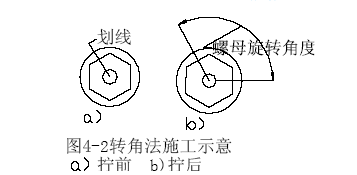 划线
螺母旋转角度
a)
b)
图4-2转角法施工示意
a) 拧前 b)拧后